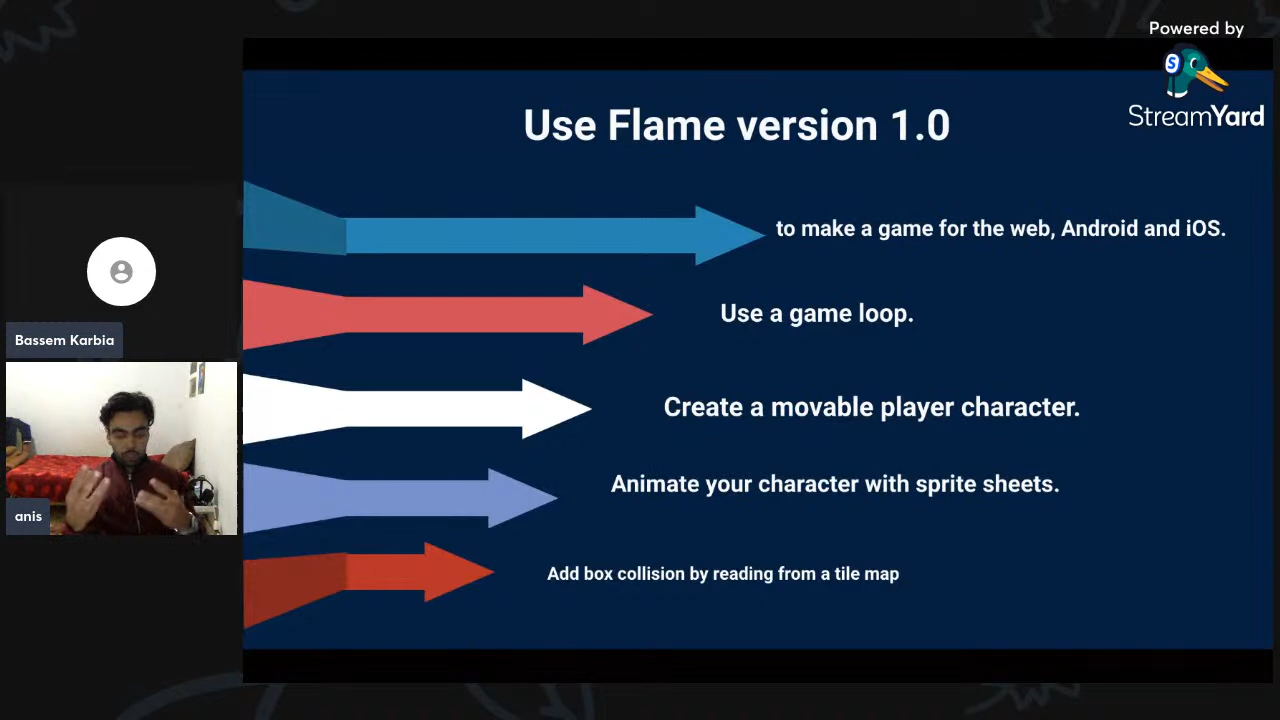 Powered by
S
StreamYard
Use Flame version 1.0
to make a game for the web, Android and iOS.
Use a game loop.
Create a movable player character.
Animate your character with sprite sheets.
Add box collision by reading from a tile map
Bassem Karbia
anis